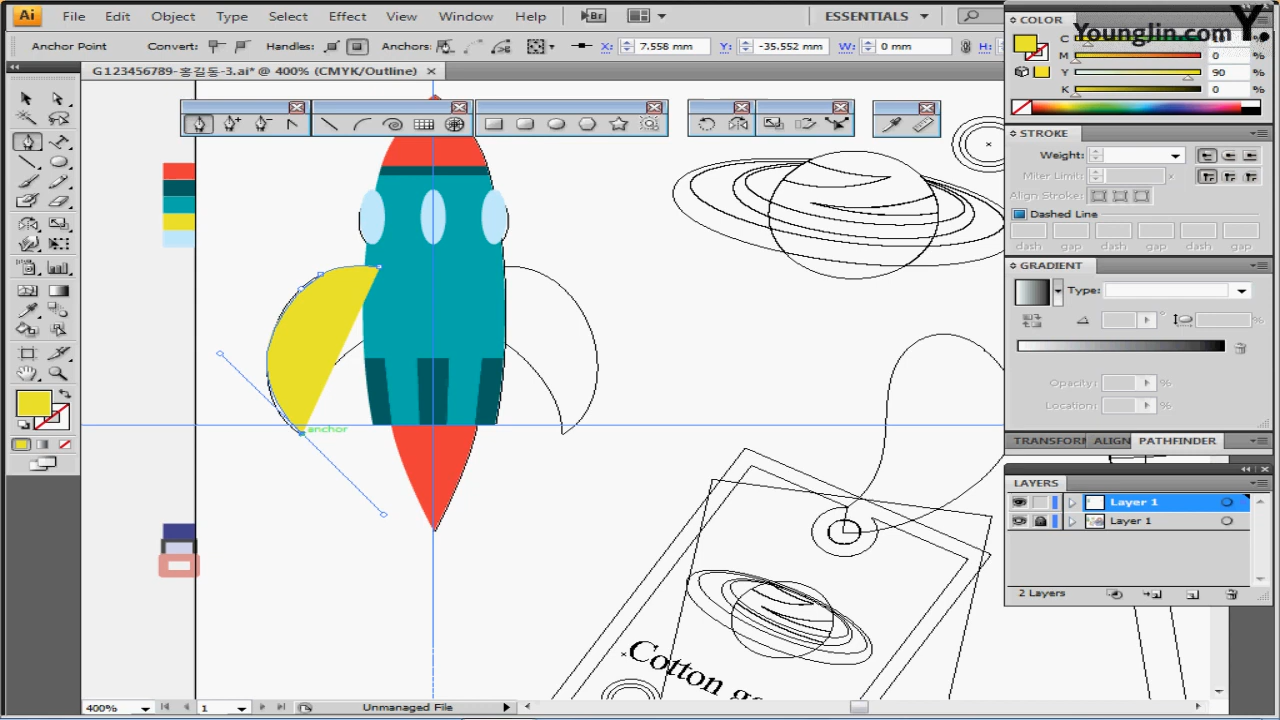 Ai File Edit Object Type Select Effect View Window Help Br ESSENTIALS
Anchor Point Convert: Handles: Anchors: X: 7.558 mm Y: -35.552 mm W: 0 mm H:
G123456789-홍길동-3.ai* @ 400% (CMYK/Outline)
COLOR
Younglin.com Y.
C
M 0
Y 90 %
K 0 %
STROKE
Weight:
Miter Limit: x
Align Stroke:
Dashed Line
dash gap dash gap dash gap
GRADIENT
Type:
Opacity: %
Location: %
TRANSFORM ALIGN PATHFINDER
LAYERS
Layer 1
Layer 1
2 Layers
anchor
Cotton
400% 1 Unmanaged File